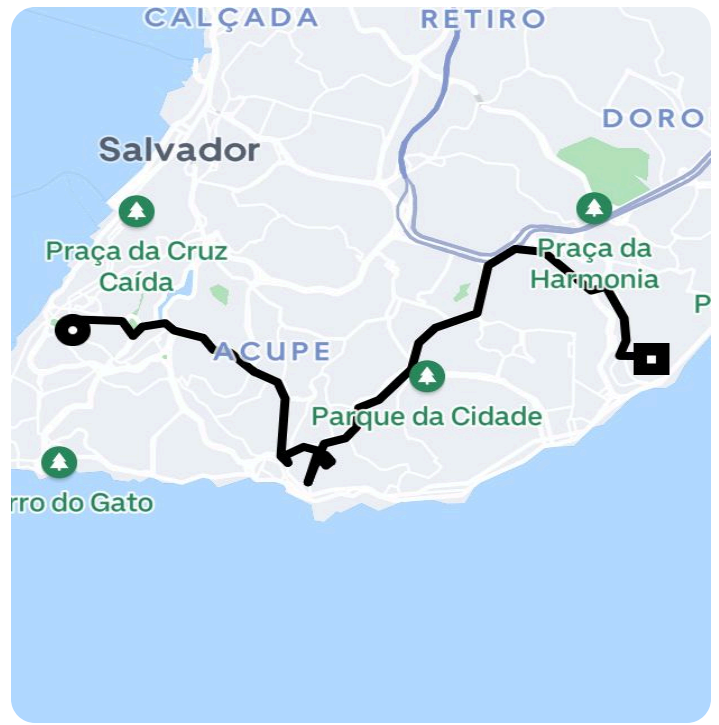 CALÇADA
RETIRO
DORO
Salvador
Praça da Cruz
Caída
Praça da
Harmonia
P
ACUPE
Parque da Cidade
rro do Gato